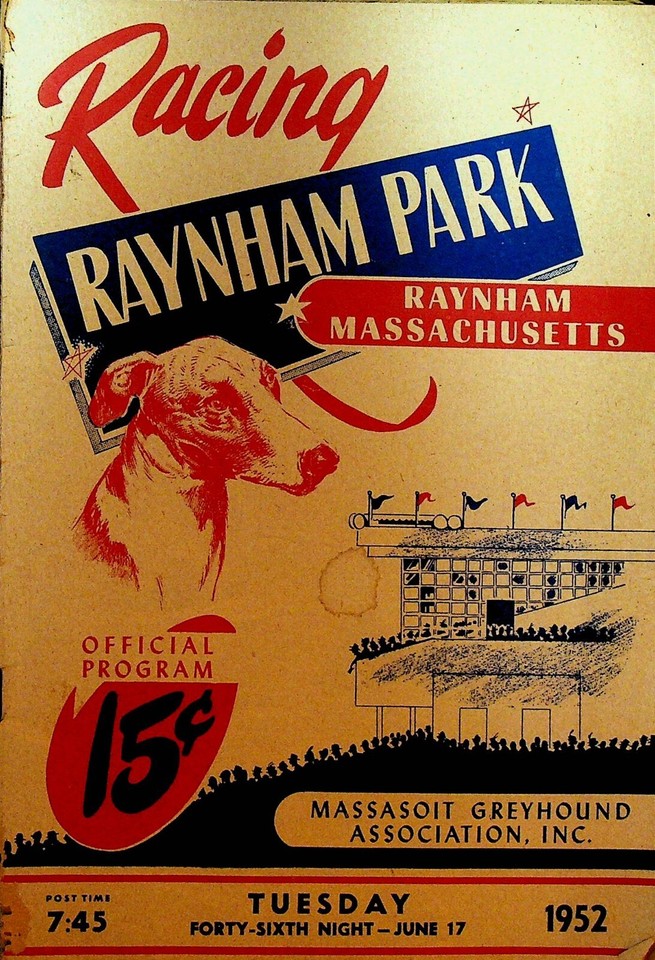 Racing
RAYNHAM PARK
RAYNHAM
MASSACHUSETTS
OFFICIAL
PROGRAM
15¢
MASSASOIT GREYHOUND
ASSOCIATION, INC.
POST TIME
7:45
TUESDAY
FORTY-SIXTH NIGHT — JUNE 17
1952